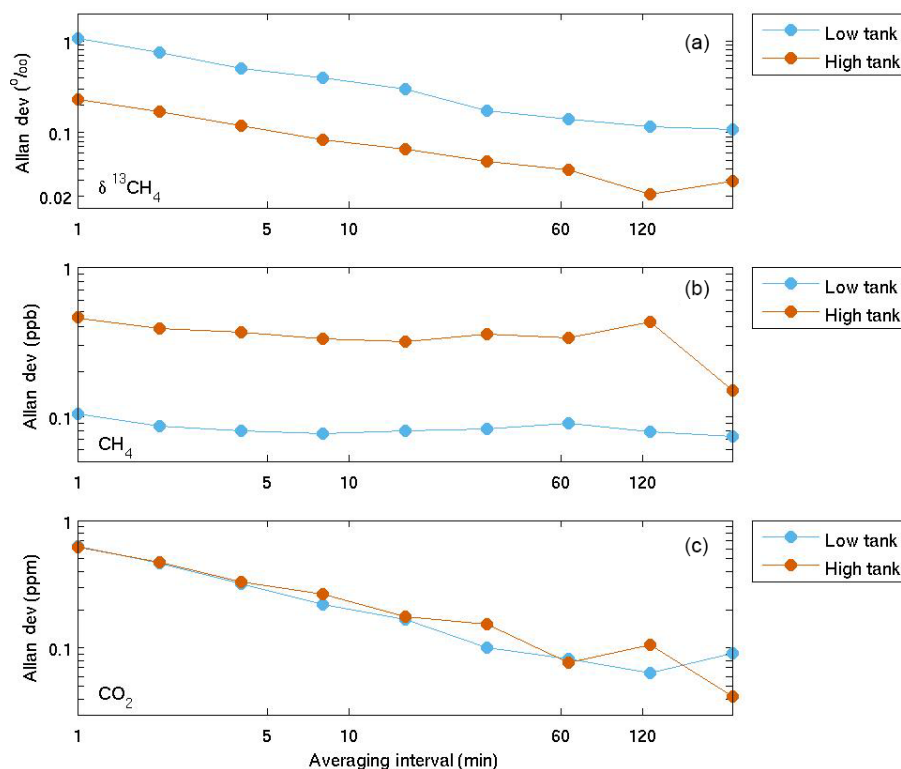 1
0.1
0.02
Allan dev (°/oo)
(a)
δ 13CH4
1 5 10 60 120
Low tank
High tank
1
0.1
Allan dev (ppb)
(b)
CH4
1 5 10 60 120
Low tank
High tank
1
0.1
Allan dev (ppm)
(c)
CO2
1 5 10 60 120
Averaging interval (min)
Low tank
High tank